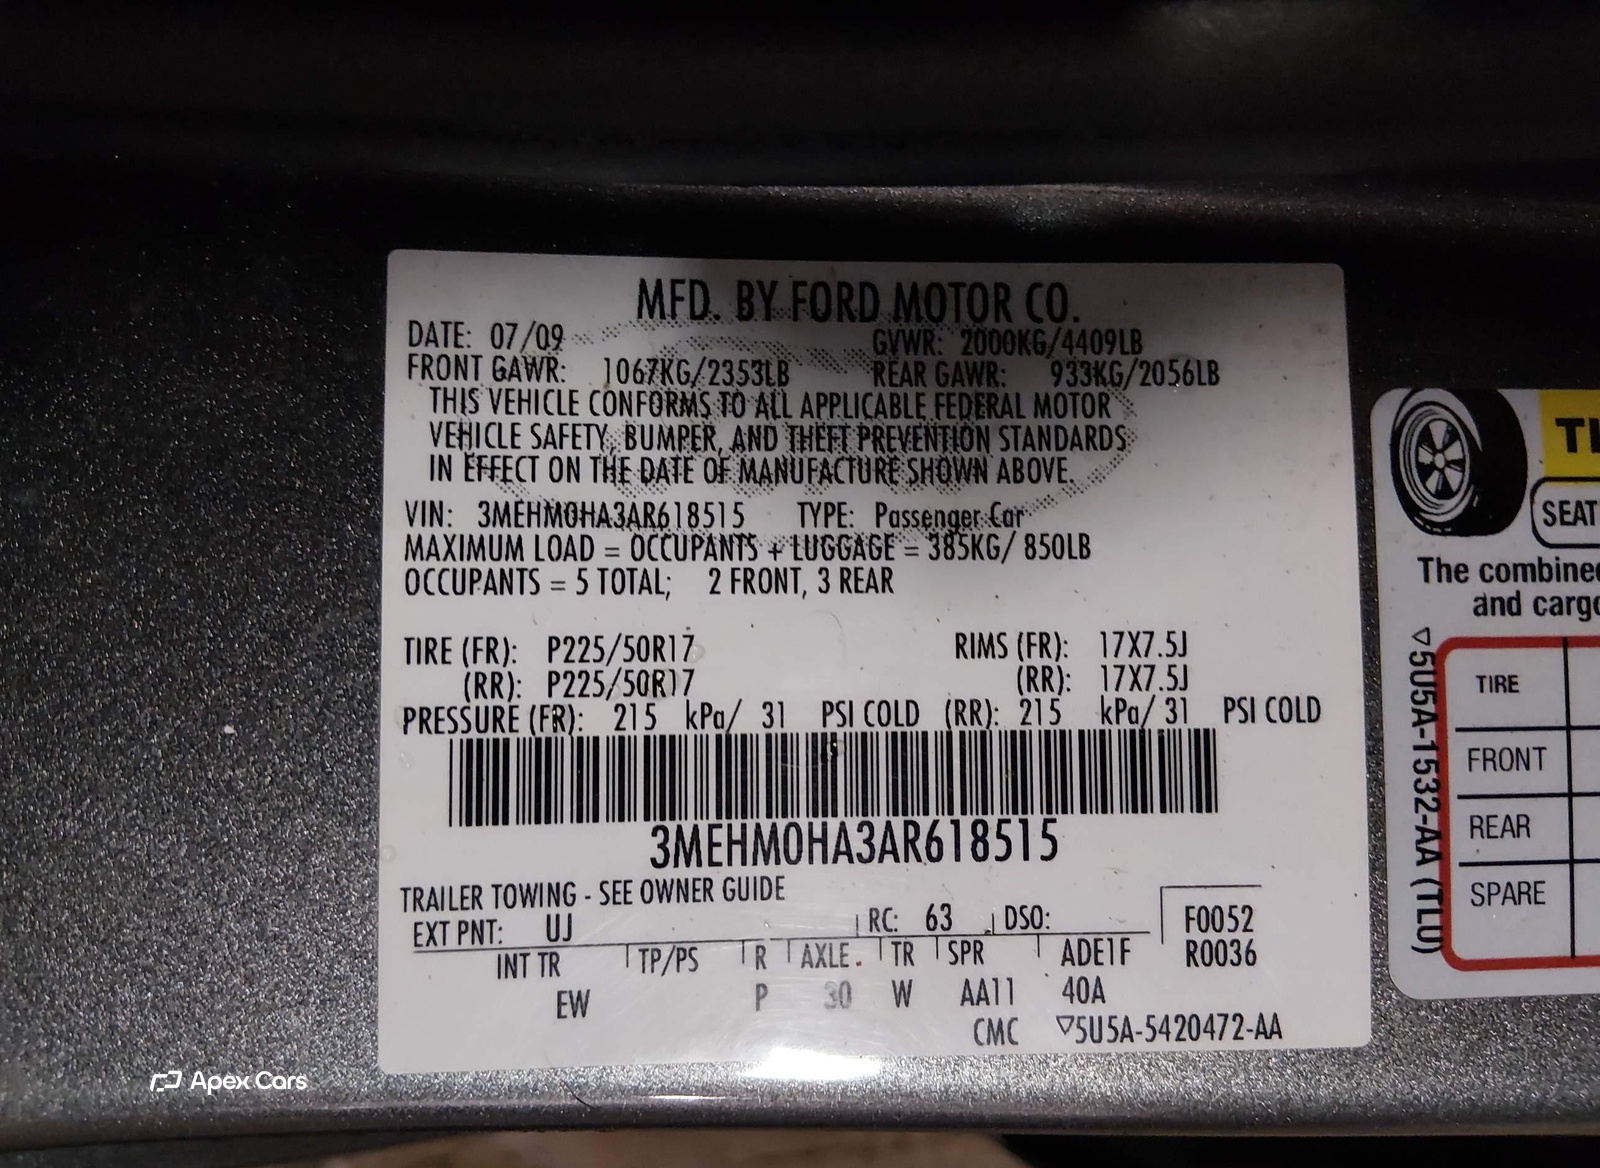 MFD. BY FORD MOTOR CO.
DATE: 07/09 GVWR: 2000KG/4409LB
FRONT GAWR: 1067KG/2353LB REAR GAWR: 933KG/2056LB
THIS VEHICLE CONFORMS TO ALL APPLICABLE FEDERAL MOTOR
VEHICLE SAFETY, BUMPER, AND THEFT PREVENTION STANDARDS
IN EFFECT ON THE DATE OF MANUFACTURE SHOWN ABOVE.
VIN: 3MEHM0HA3AR618515 TYPE: Passenger Car
MAXIMUM LOAD = OCCUPANTS + LUGGAGE = 385KG/ 850LB
OCCUPANTS = 5 TOTAL; 2 FRONT, 3 REAR
TIRE (FR): P225/50R17 RIMS (FR): 17X7.5J
(RR): P225/50R17 (RR): 17X7.5J
PRESSURE (FR): 215 kPa/ 31 PSI COLD (RR): 215 kPa/ 31 PSI COLD
3MEHM0HA3AR618515
TRAILER TOWING - SEE OWNER GUIDE
EXT PNT: UJ RC: 63 DSO: F0052
INT TR TP/PS R AXLE. TR SPR ADE1F R0036
EW P 30 W AA11 40A
CMC ▽5U5A-5420472-AA
TI
SEAT
The combined
and cargo
▽5U5A-1532-AA (TLU)
TIRE
FRONT
REAR
SPARE
Apex Cars